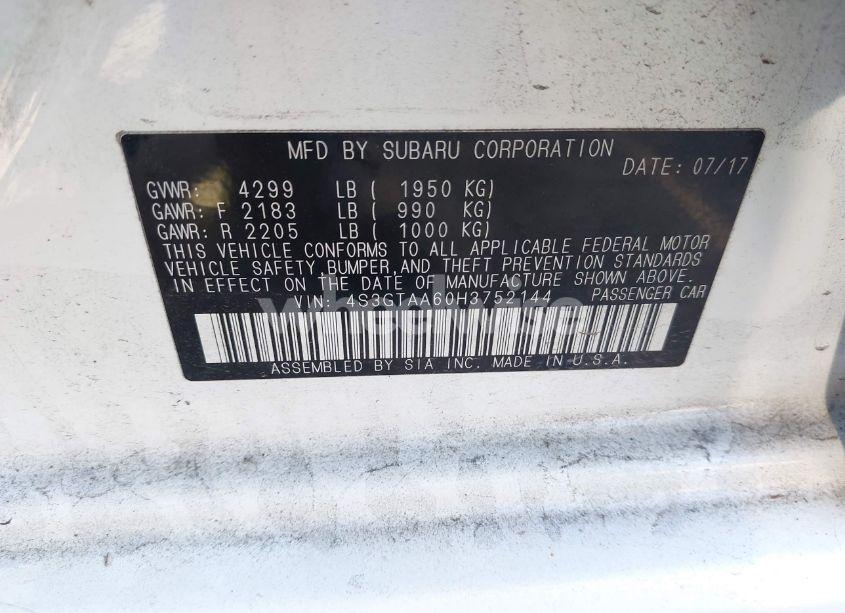 MFD BY SUBARU CORPORATION
DATE: 07/17
GVWR: 4299 LB ( 1950 KG)
GAWR: F 2183 LB ( 990 KG)
GAWR: R 2205 LB ( 1000 KG)
THIS VEHICLE CONFORMS TO ALL APPLICABLE FEDERAL MOTOR
VEHICLE SAFETY,BUMPER,AND THEFT PREVENTION STANDARDS
IN EFFECT ON THE DATE OF MANUFACTURE SHOWN ABOVE.
VIN: 4S3GTAA60H3752144 PASSENGER CAR
wheelwise
ASSEMBLED BY SIA INC. MADE IN U.S.A.